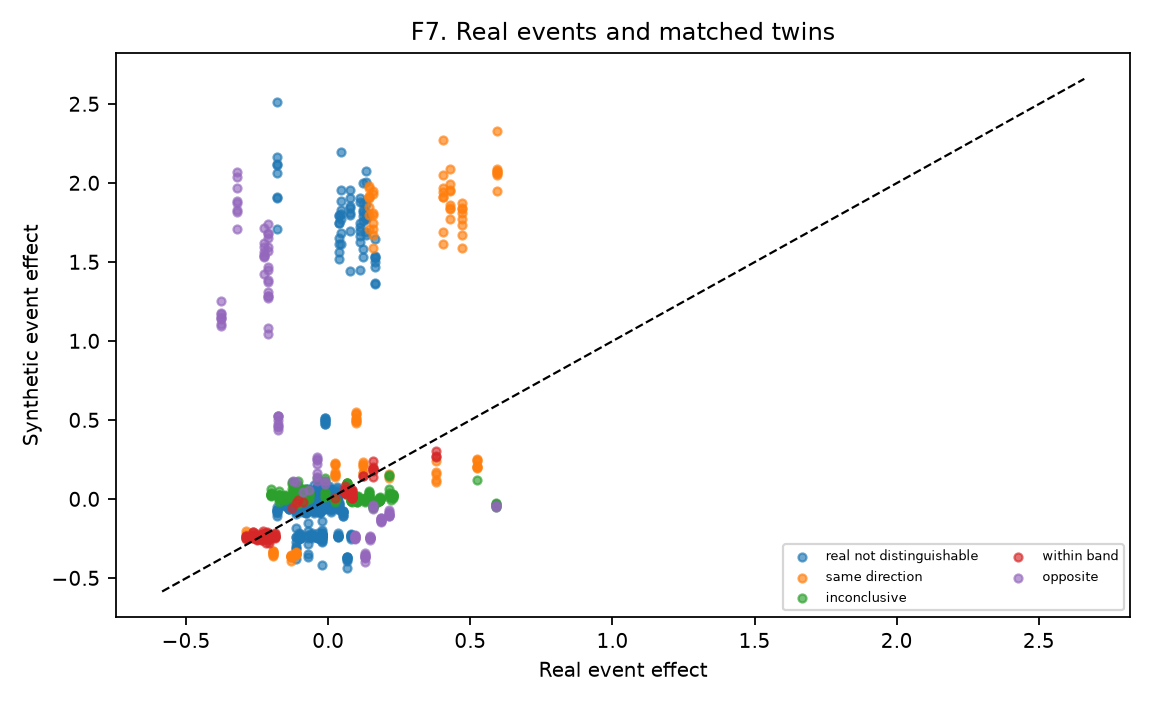 F7. Real events and matched twins
Synthetic event effect
2.5
2.0
1.5
1.0
0.5
0.0
−0.5
real not distinguishable
same direction
inconclusive
within band
opposite
−0.5
0.0
0.5
1.0
1.5
2.0
2.5
Real event effect